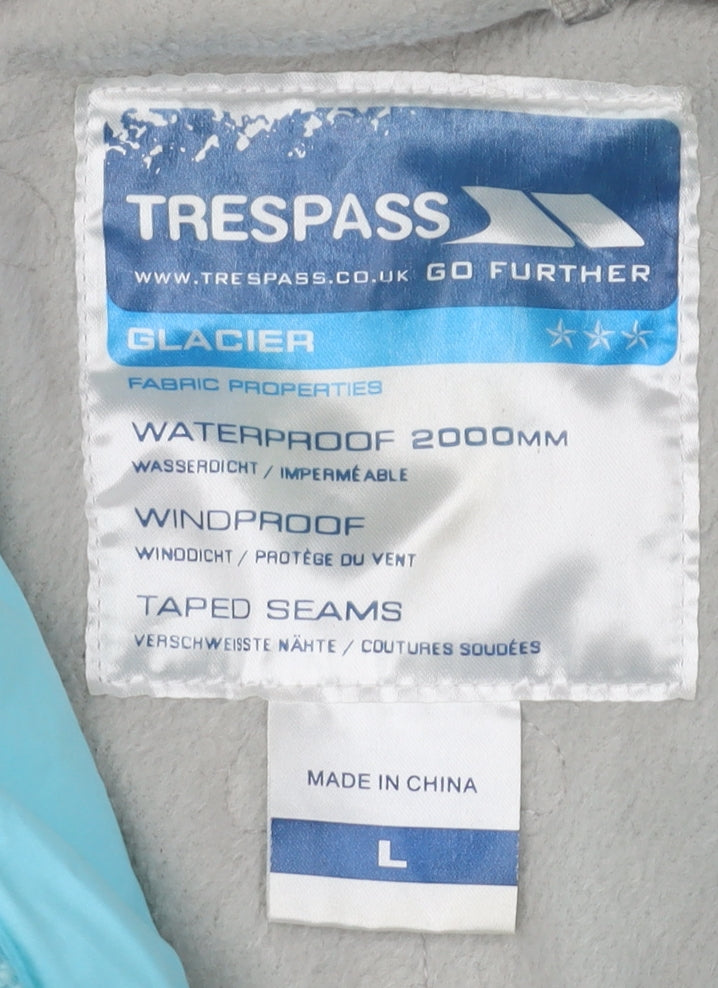 TRESPASS
WWW.TRESPASS.CO.UK GO FURTHER
GLACIER
FABRIC PROPERTIES
WATERPROOF 2000MM
WASSERDICHT / IMPERMÉABLE
WINDPROOF
WINDDICHT / PROTÈGE DU VENT
TAPED SEAMS
VERSCHWEISSTE NÄHTE / COUTURES SOUDÉES
MADE IN CHINA
L